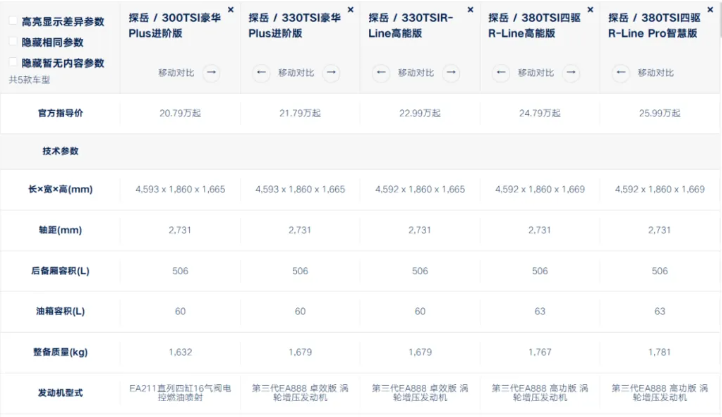 高亮显示差异参数
隐藏相同参数
隐藏暂无内容参数
共5款车型
探岳 / 300TSI豪华 Plus进阶版
移动对比 →
探岳 / 330TSI豪华 Plus进阶版
← 移动对比 →
探岳 / 330TSIR-Line高能版
← 移动对比 →
探岳 / 380TSI四驱 R-Line高能版
← 移动对比 →
探岳 / 380TSI四驱 R-Line Pro智慧版
← 移动对比
官方指导价 20.79万起 21.79万起 22.99万起 24.79万起 25.99万起
技术参数
长×宽×高(mm) 4,593 x 1,860 x 1,665 4,593 x 1,860 x 1,665 4,592 x 1,860 x 1,665 4,592 x 1,860 x 1,669 4,592 x 1,860 x 1,669
轴距(mm) 2,731 2,731 2,731 2,731 2,731
后备厢容积(L) 506 506 506 506 506
油箱容积(L) 60 60 60 63 63
整备质量(kg) 1,632 1,679 1,679 1,767 1,781
发动机型式 EA211直列四缸16气阀电控燃油喷射 第三代EA888 卓效版 涡轮增压发动机 第三代EA888 卓效版 涡轮增压发动机 第三代EA888 高功版 涡轮增压发动机 第三代EA888 高功版 涡轮增压发动机